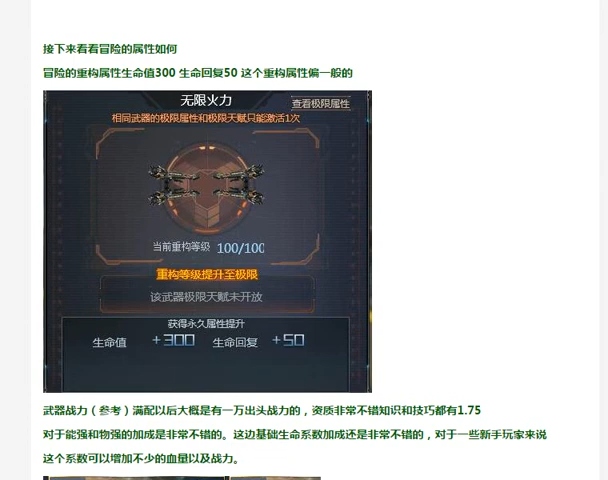 接下来看看冒险的属性如何
冒险的重构属性生命值300 生命回复50 这个重构属性偏一般的
无限火力
查看极限属性
相同武器的极限属性和极限天赋只能激活1次
当前重构等级 100/100
重构等级提升至极限
该武器极限天赋未开放
获得永久属性提升
生命值 +300 生命回复 +50
武器战力（参考）满配以后大概是有一万出头战力的，资质非常不错知识和技巧都有1.75
对于能强和物强的加成是非常不错的。这边基础生命系数加成还是非常不错的，对于一些新手玩家来说
这个系数可以增加不少的血量以及战力。